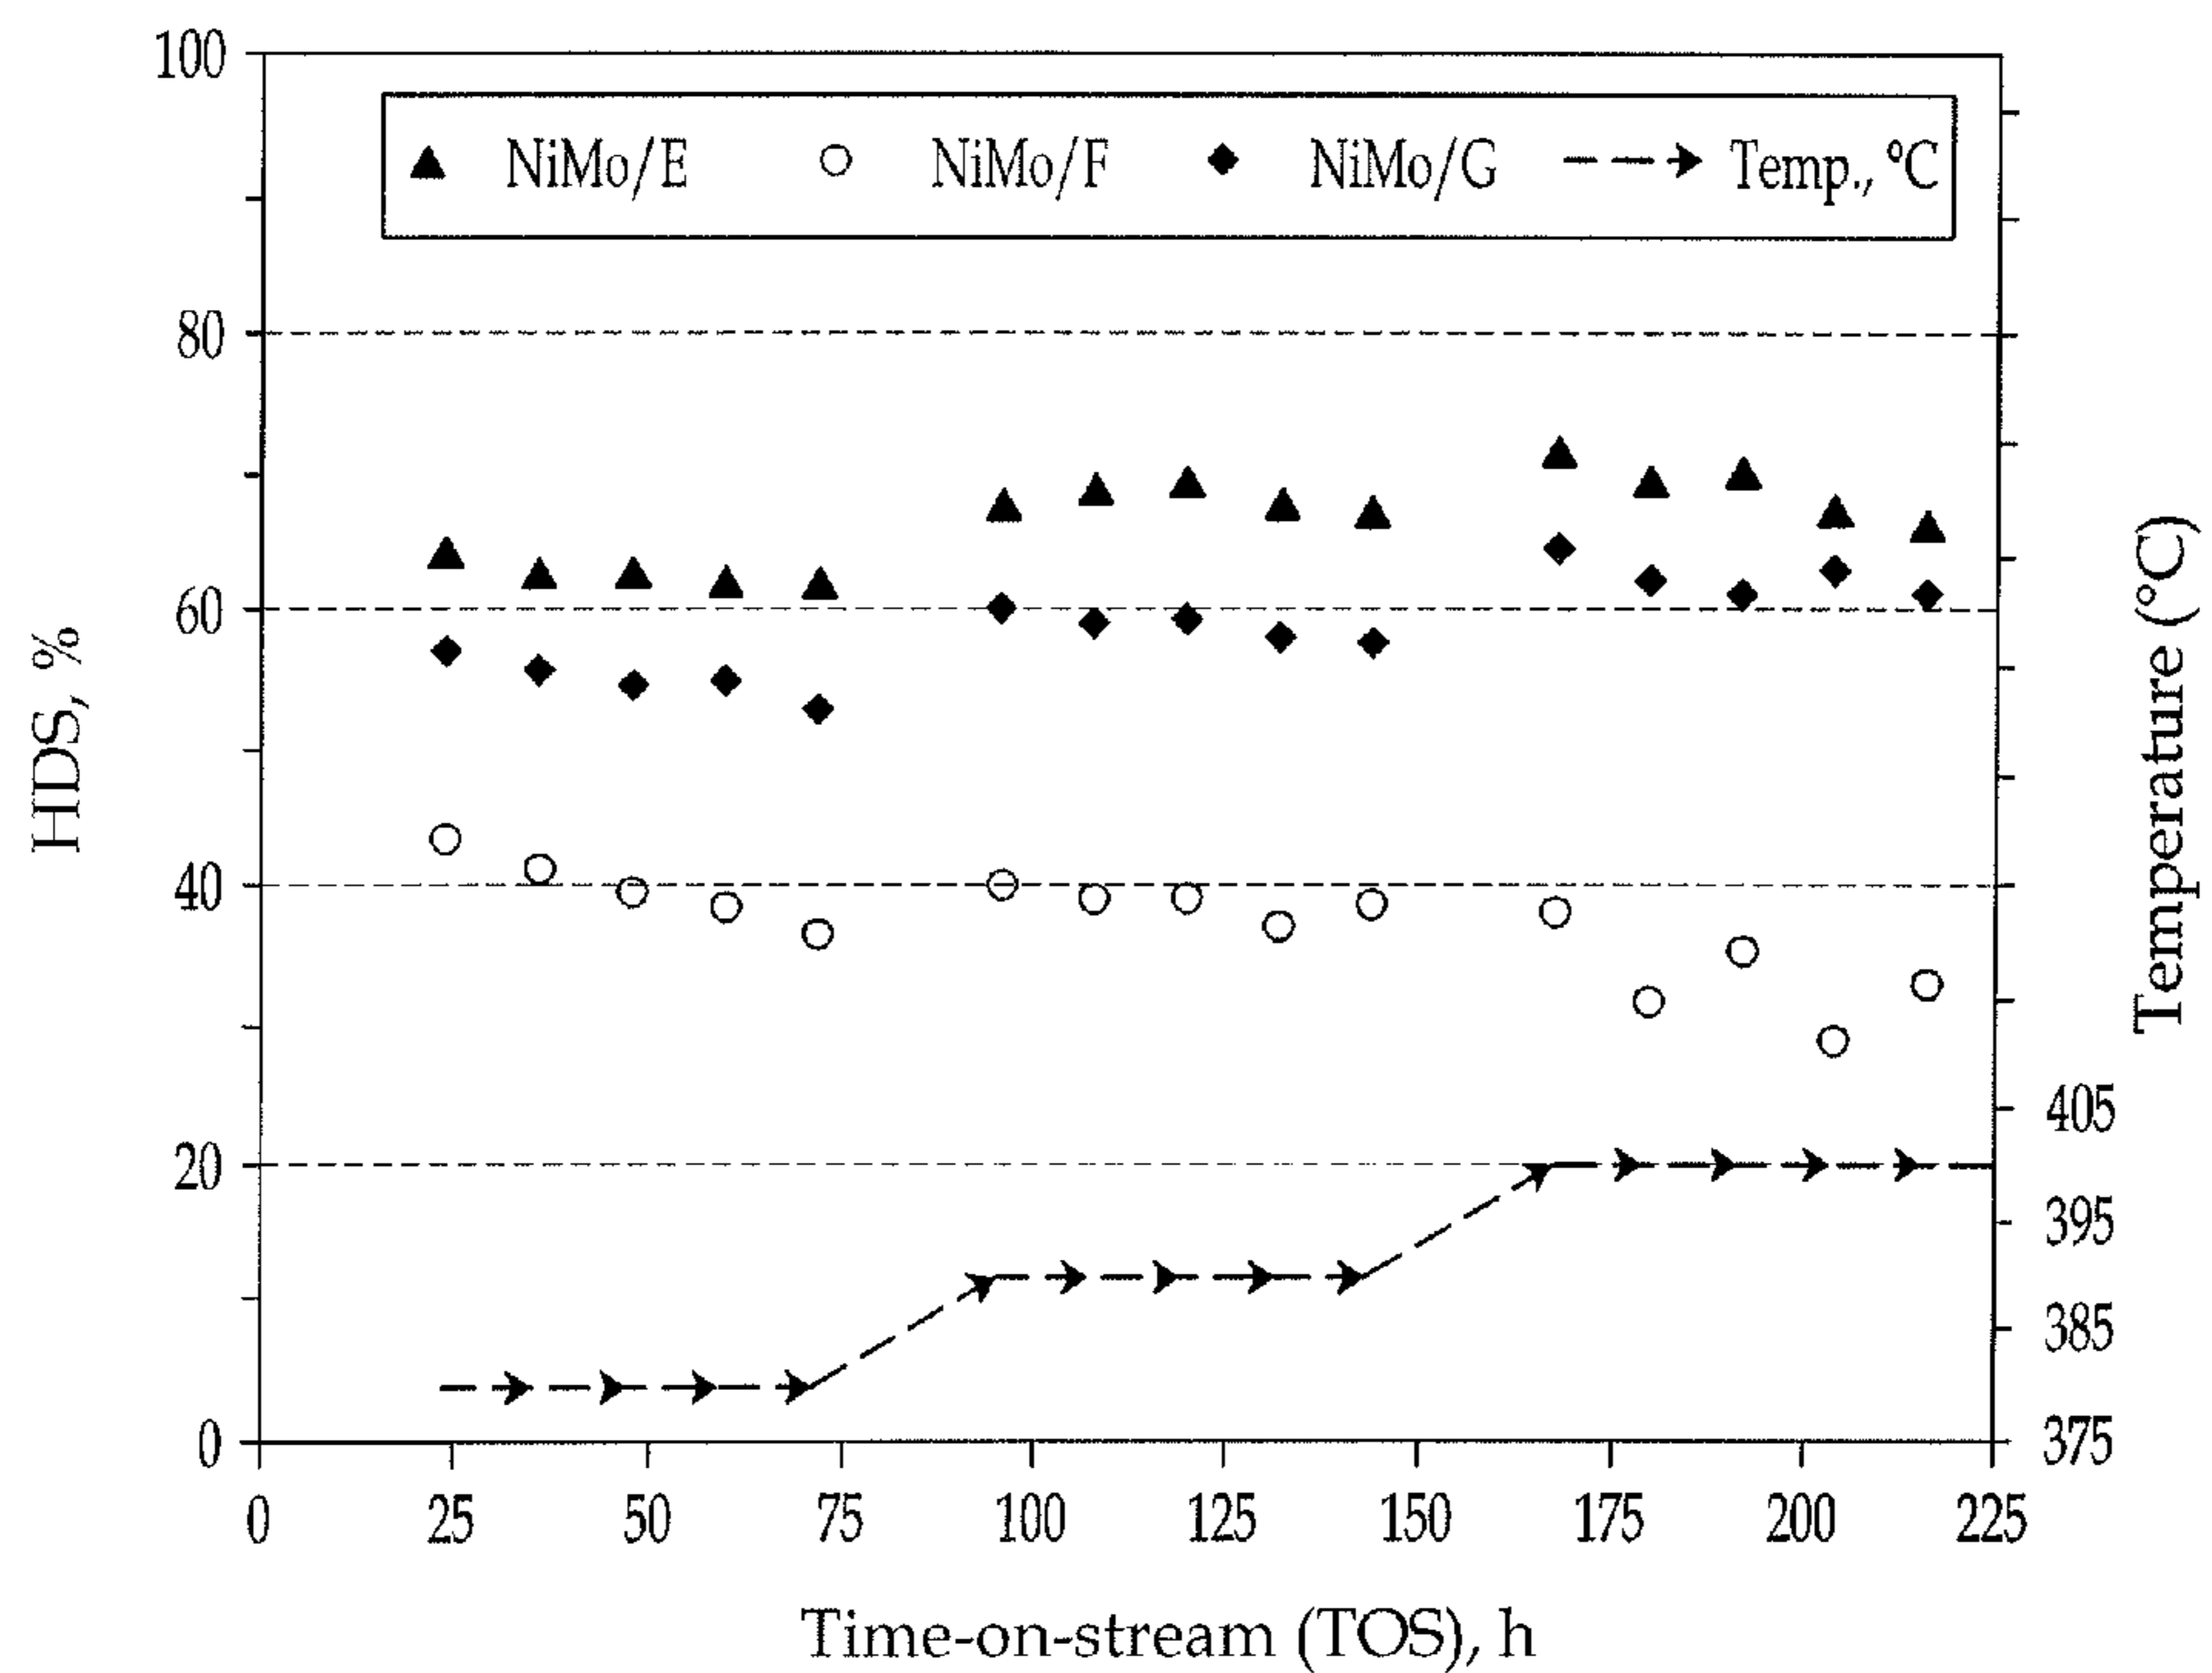 100
NiMo/E NiMo/F NiMo/G Temp., °C
80
60
40
20
0
HDS, %
405
395
385
375
Temperature (°C)
0 25 50 75 100 125 150 175 200 225
Time-on-stream (TOS), h